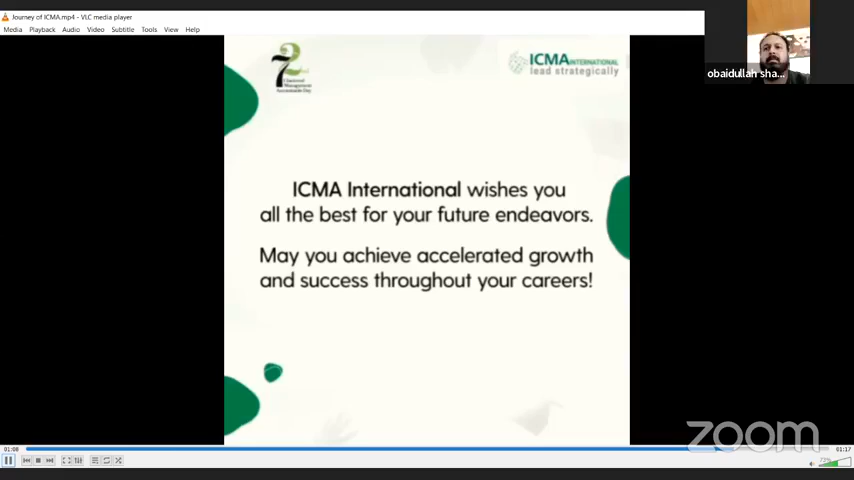 Journey of ICMA.mp4 - VLC media player
Media Playback Audio Video Subtitle Tools View Help
72nd
ICMA INTERNATIONAL
lead strategically
obaidullah sha...
ICMA International wishes you
all the best for your future endeavors.
May you achieve accelerated growth
and success throughout your careers!
zoom
01:08
01:17